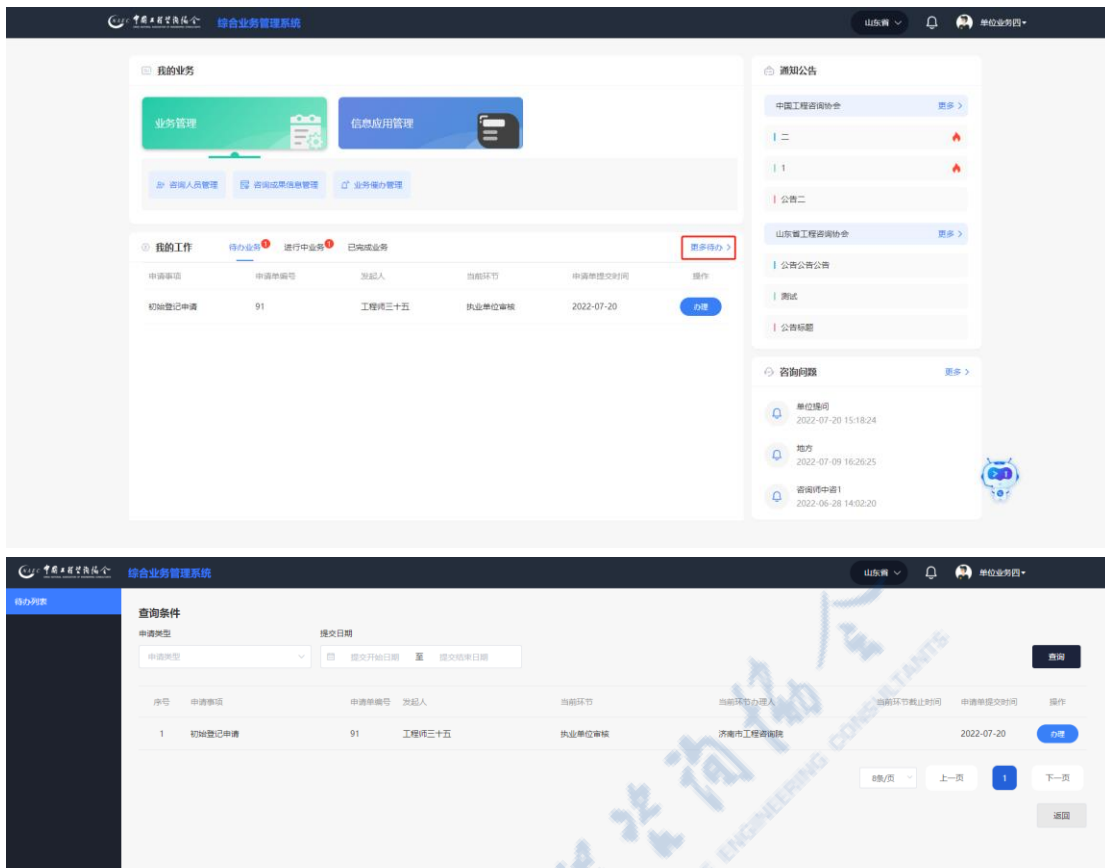 中国工程咨询协会 综合业务管理系统 山东省 单位业务四
我的业务
业务管理 信息应用管理
咨询人员管理 咨询成果信息管理 业务催办管理
我的工作 待办业务 1 进行中业务 1 已完成业务 更多待办 >
申请事项 申请单编号 发起人 当前环节 申请单提交时间 操作
初始登记申请 91 工程师三十五 执业单位审核 2022-07-20 办理
通知公告
中国工程咨询协会 更多 >
二
1
公告二
山东省工程咨询协会 更多 >
公告公告公告
测试
公告标题
咨询问题 更多 >
单位提问
2022-07-20 15:18:24
地方
2022-07-09 16:26:25
咨询师中咨1
2022-06-28 14:02:20
中国工程咨询协会 综合业务管理系统 山东省 单位业务四
待办列表
查询条件
申请类型 提交日期
申请类型 提交开始日期 至 提交结束日期 查询
序号 申请事项 申请单编号 发起人 当前环节 当前环节办理人 当前环节截止时间 申请单提交时间 操作
1 初始登记申请 91 工程师三十五 执业单位审核 济南市工程咨询院 2022-07-20 办理
8条/页 上一页 1 下一页
返回
咨询协会
ENGINEERING CONSULTANTS